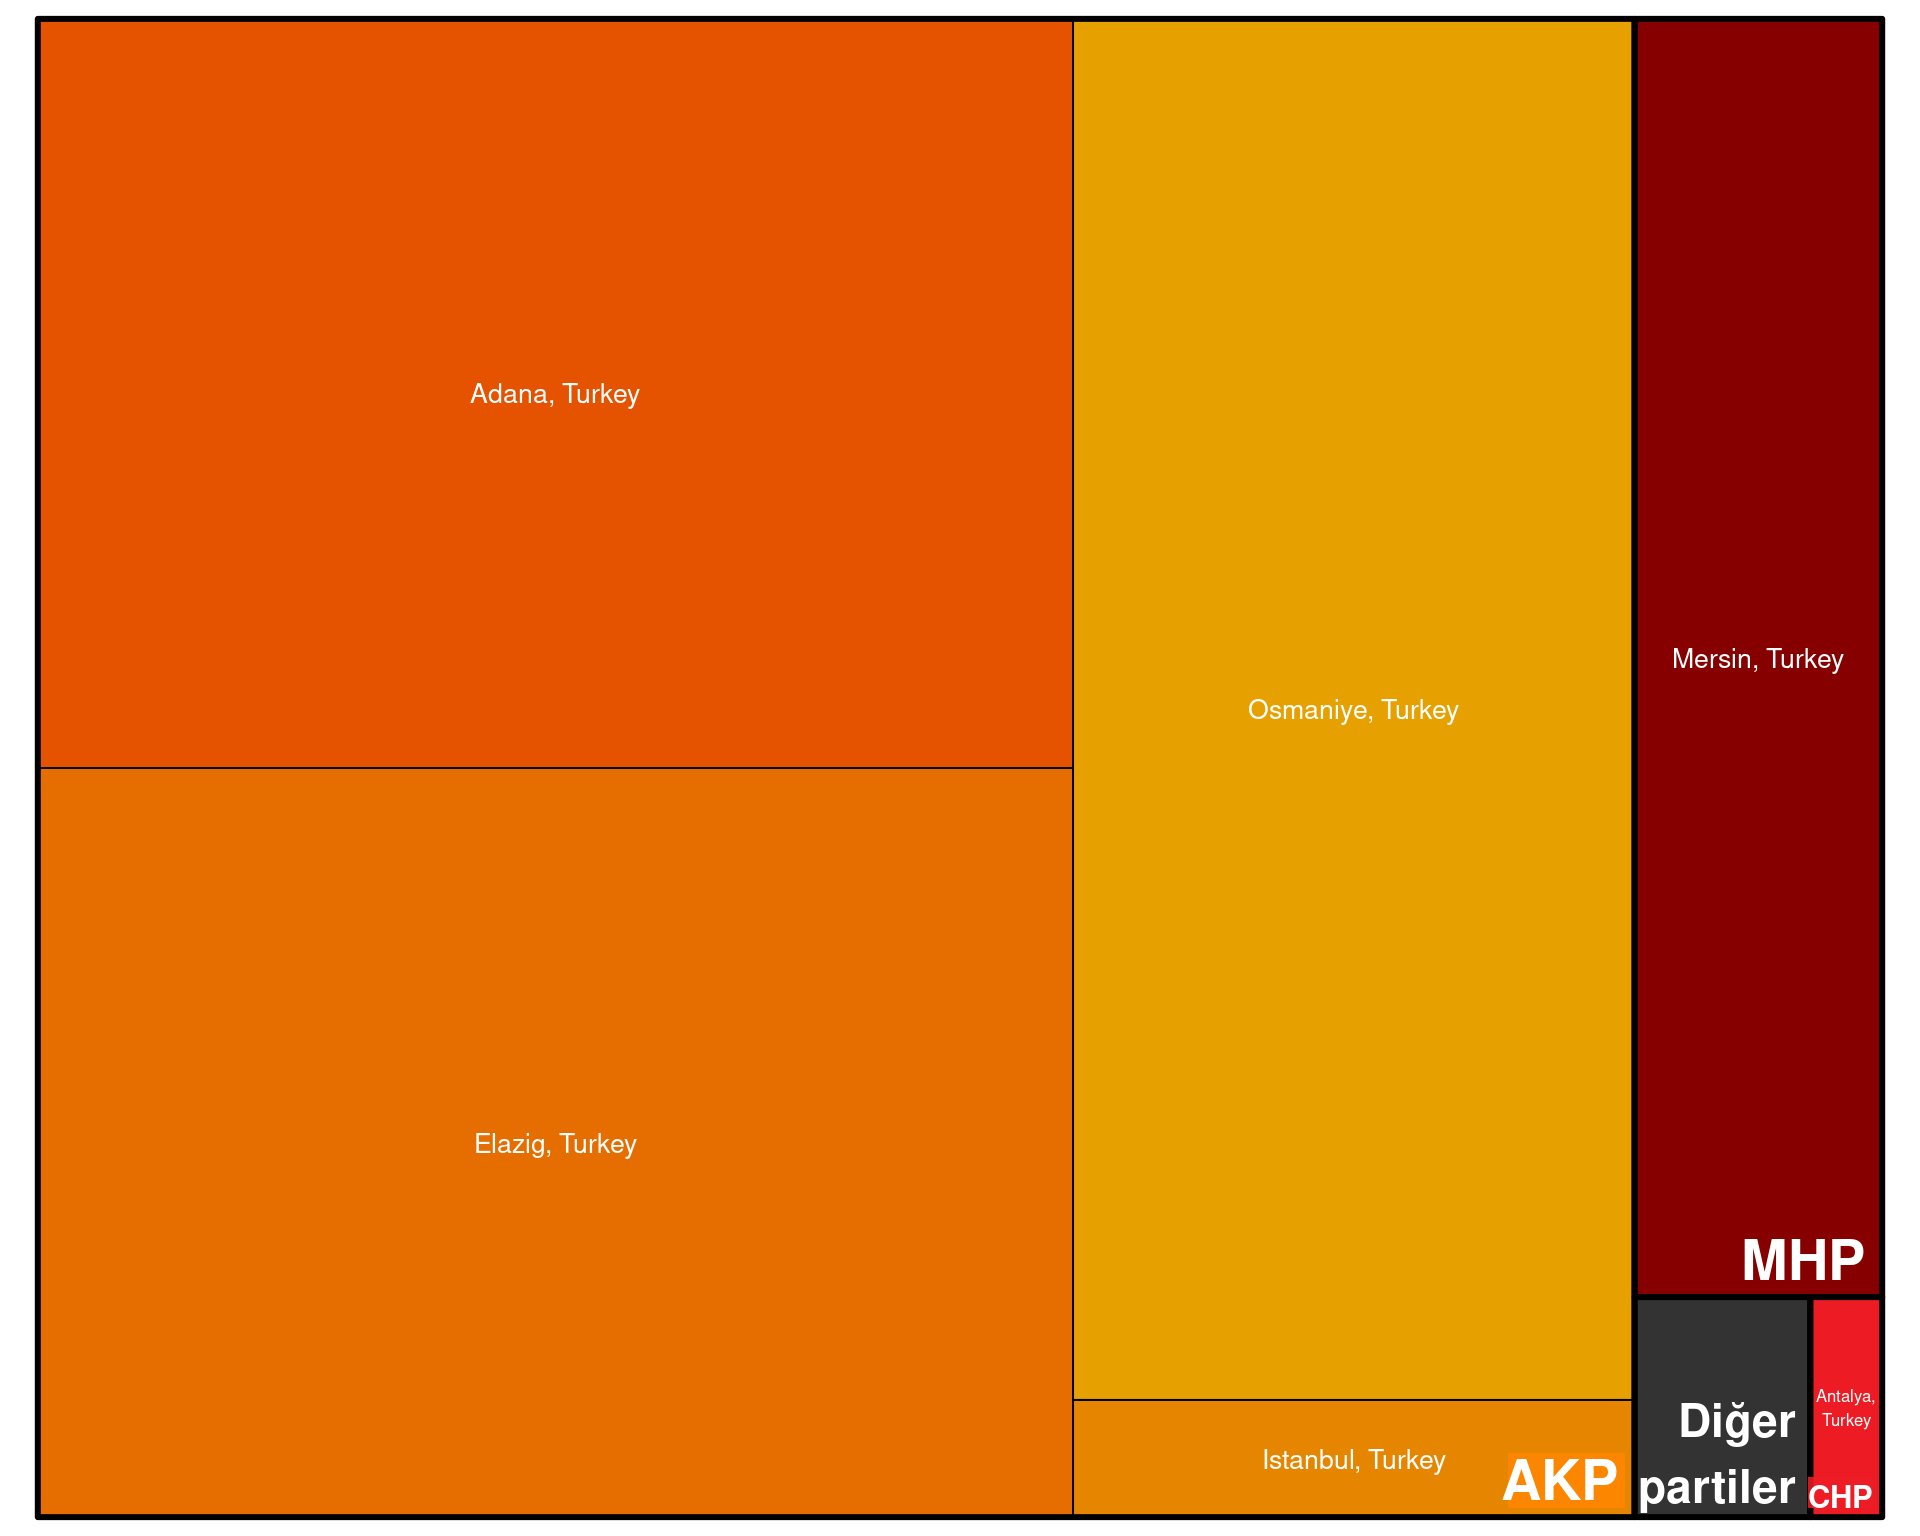 Adana, Turkey
Elazig, Turkey
Osmaniye, Turkey
Istanbul, Turkey
AKP
Mersin, Turkey
MHP
Diğer
partiler
Antalya,
Turkey
CHP